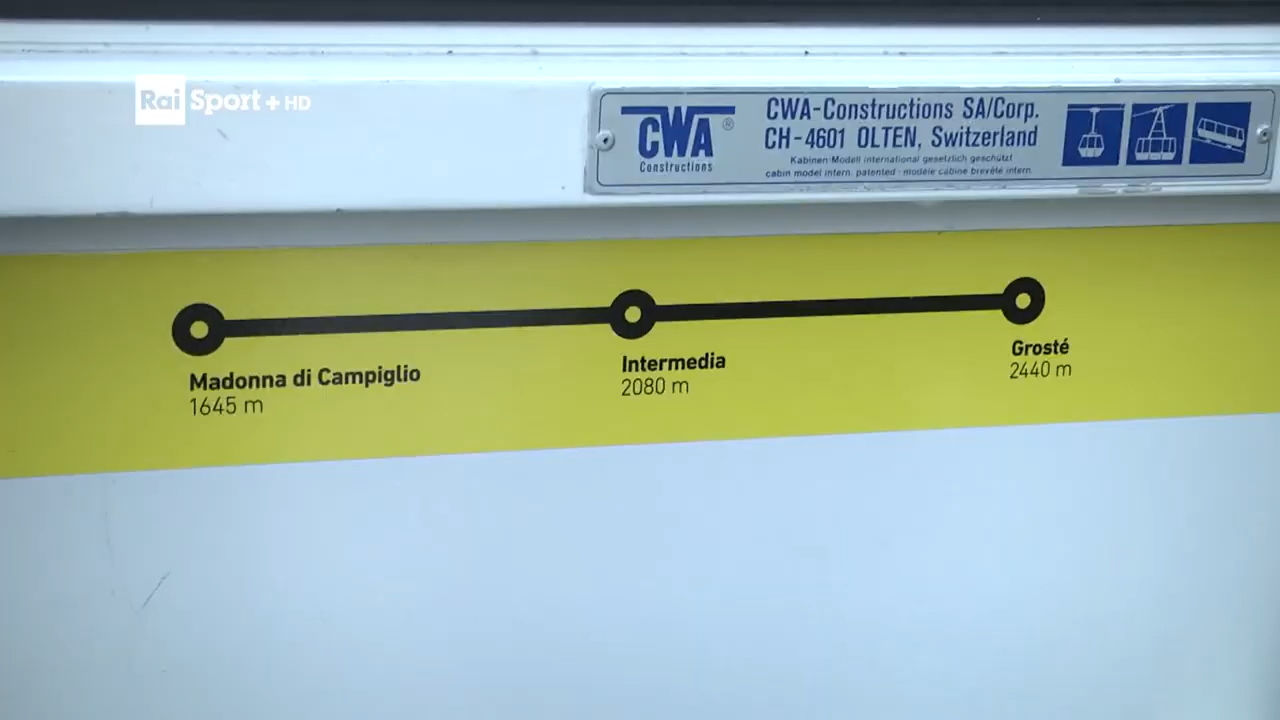 Rai Sport + HD
CWA®
Constructions
CWA-Constructions SA/Corp.
CH-4601 OLTEN, Switzerland
Kabinen-Modell international gesetzlich geschützt
cabin model intern. patented · modèle cabine brevète intern.
Madonna di Campiglio
1645 m
Intermedia
2080 m
Grosté
2440 m